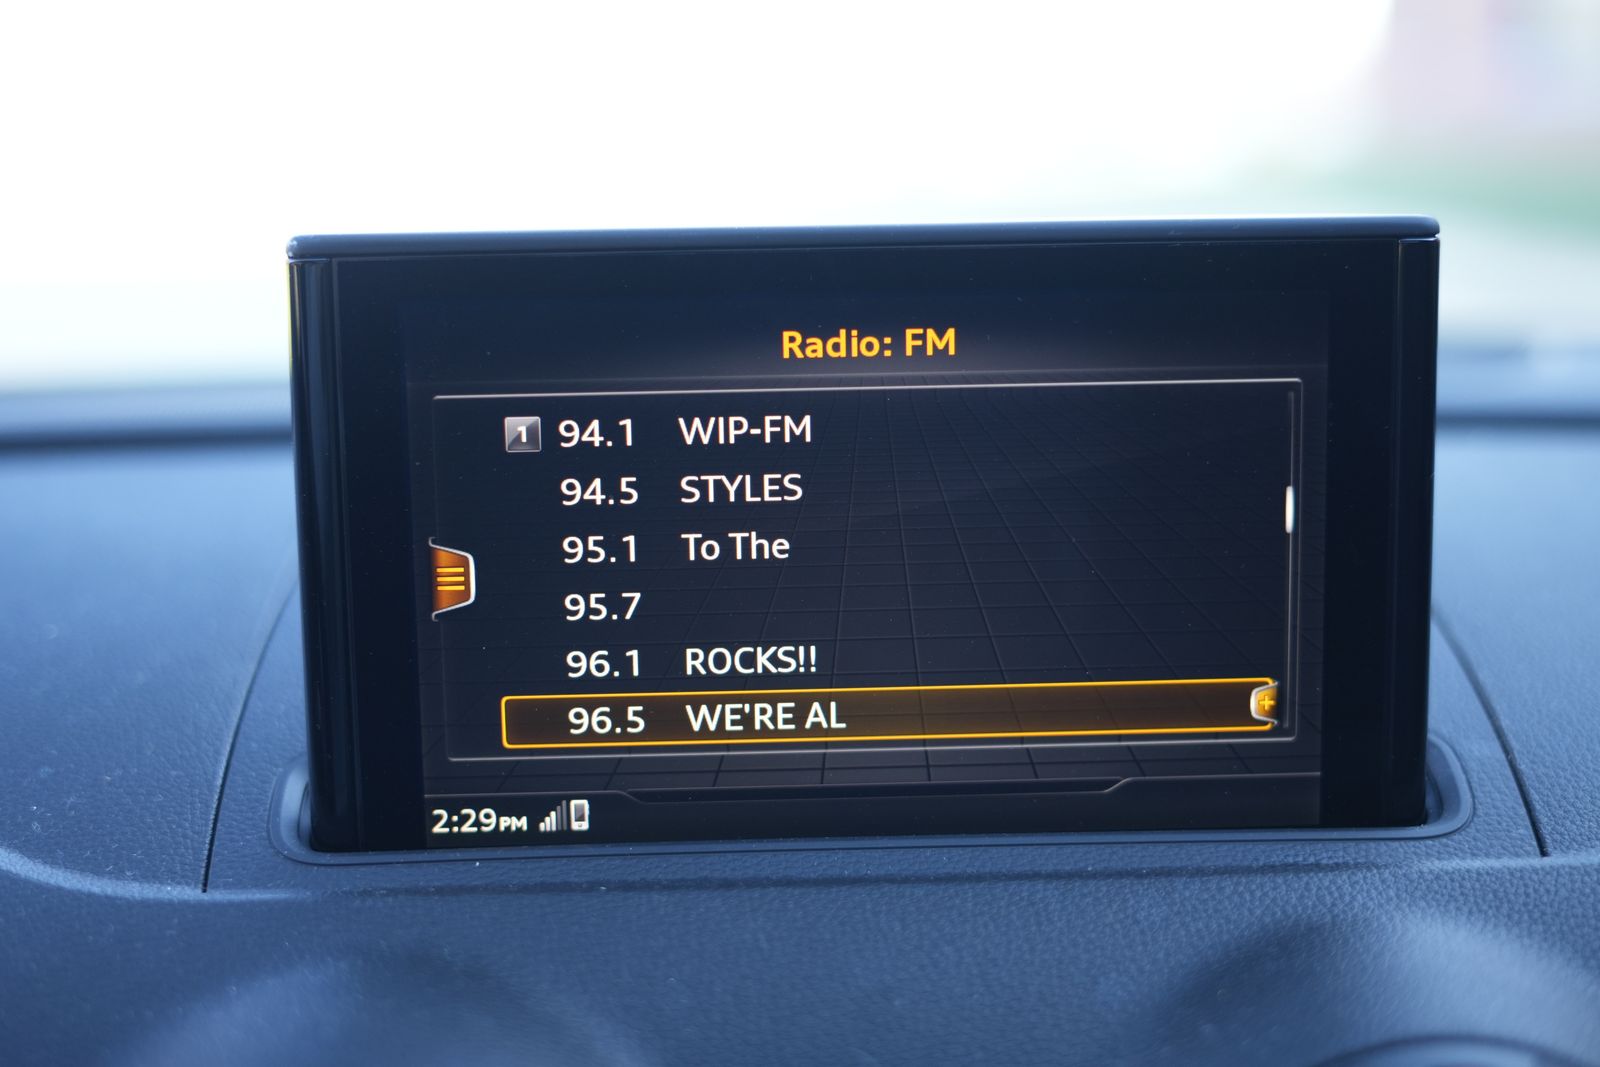 Radio: FM
1 94.1 WIP-FM
94.5 STYLES
95.1 To The
95.7
96.1 ROCKS!!
96.5 WE'RE AL
2:29PM